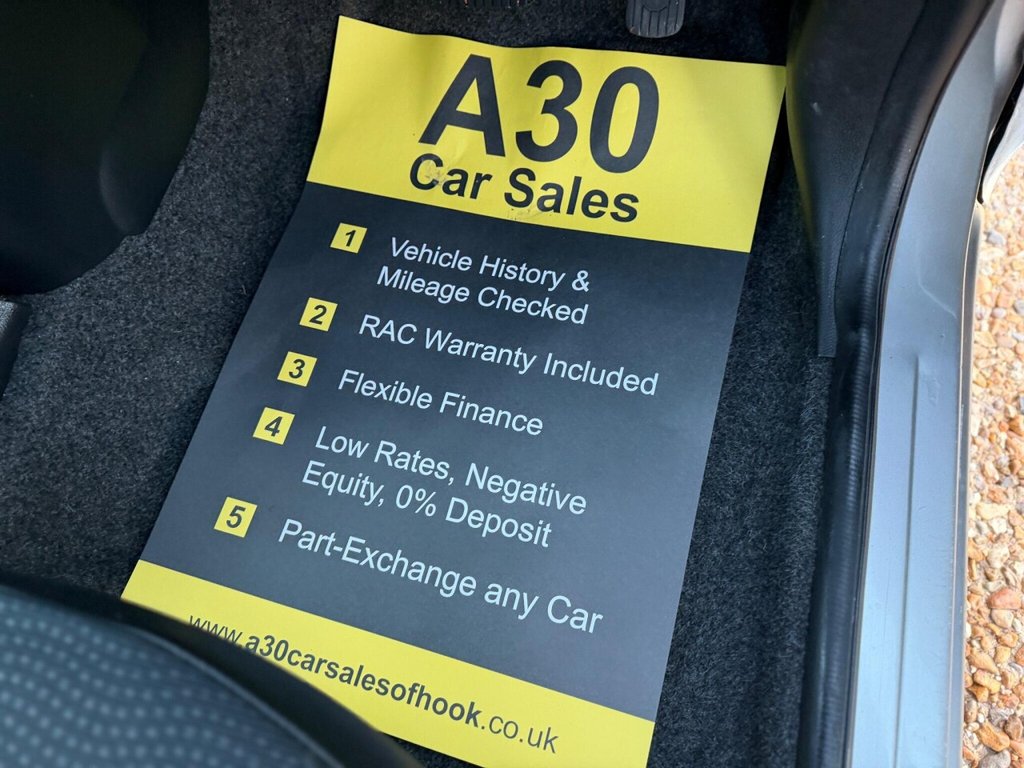 A30
Car Sales
1 Vehicle History &
Mileage Checked
2 RAC Warranty Included
3 Flexible Finance
4 Low Rates, Negative
Equity, 0% Deposit
5 Part-Exchange any Car
www.a30carsalesofhook.co.uk